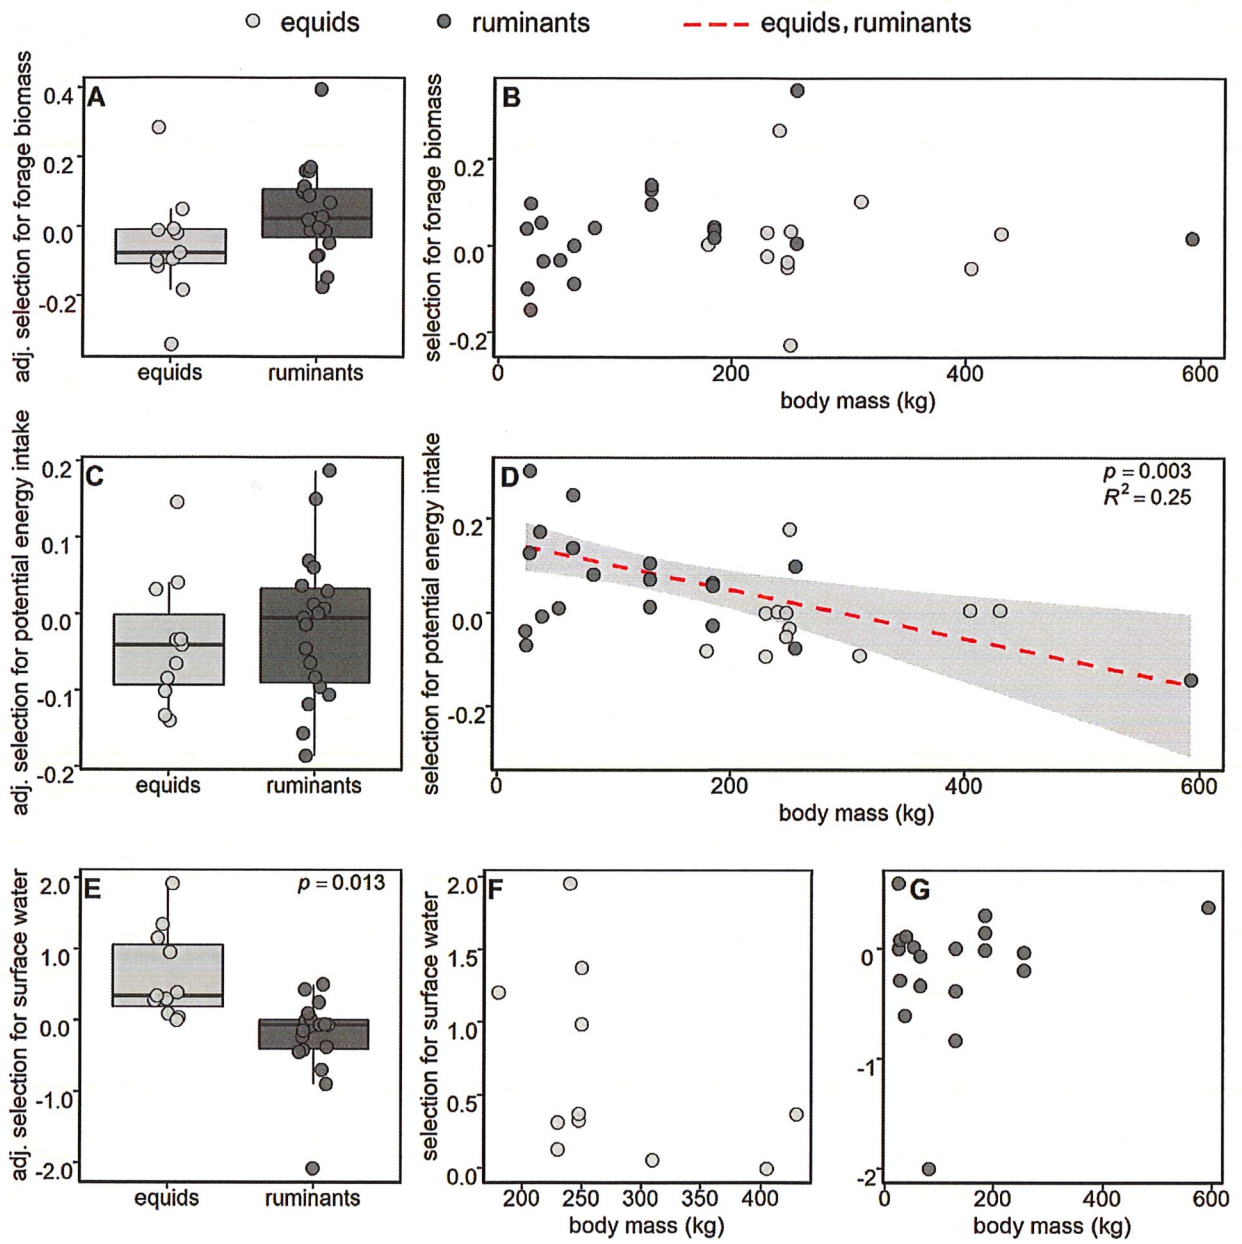 equids ruminants equids, ruminants
A
adj. selection for forage biomass
0.4
0.2
0.0
-0.2
equids ruminants
B
selection for forage biomass
0.2
0.0
-0.2
0 200 400 600
body mass (kg)
C
adj. selection for potential energy intake
0.2
0.1
0.0
-0.1
-0.2
equids ruminants
D
p = 0.003
R² = 0.25
selection for potential energy intake
0.2
0.0
-0.2
0 200 400 600
body mass (kg)
E
p = 0.013
adj. selection for surface water
2.0
1.0
0.0
-1.0
-2.0
equids ruminants
F
selection for surface water
2.0
1.5
1.0
0.5
0.0
200 250 300 350 400
body mass (kg)
G
0
-1
-2
0 200 400 600
body mass (kg)